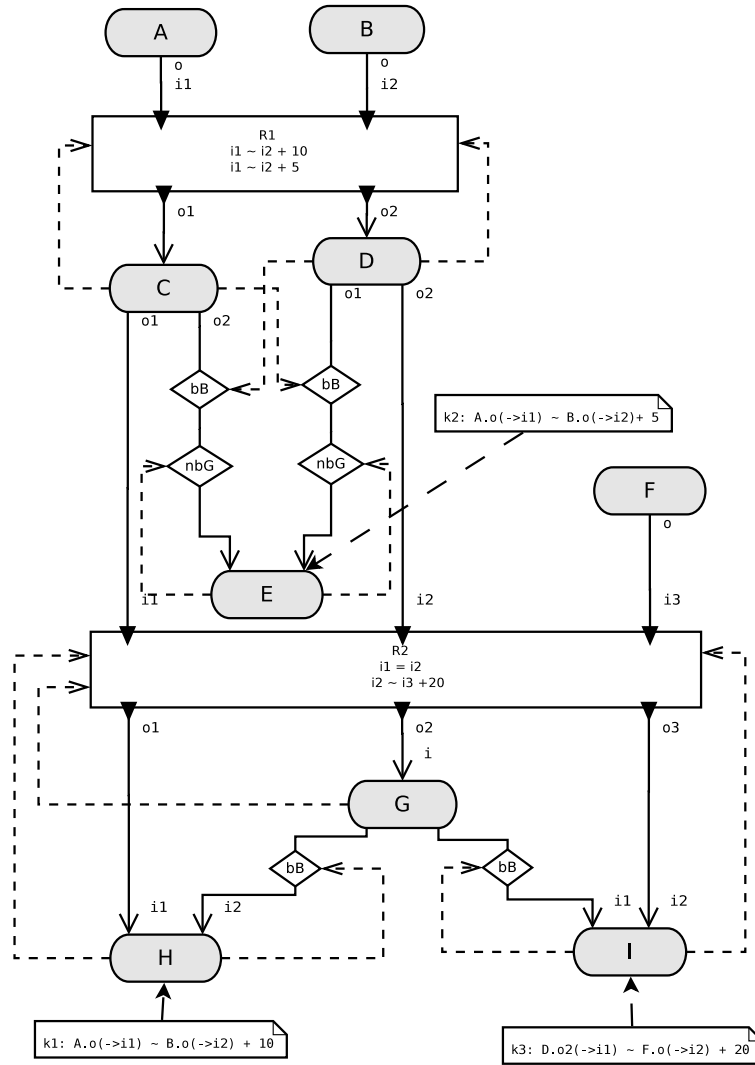 A
B
o
o
i1
i2
R1
i1 ~ i2 + 10
i1 ~ i2 + 5
o1
o2
D
C
o1
o2
o1
o2
bB
bB
k2: A.o(->i1) ~ B.o(->i2)+ 5
nbG
nbG
F
o
E
i1
i2
i3
R2
i1 = i2
i2 ~ i3 +20
o1
o2
o3
i
G
bB
bB
i1
i2
i1
i2
H
I
k1: A.o(->i1) ~ B.o(->i2) + 10
k3: D.o2(->i1) ~ F.o(->i2) + 20